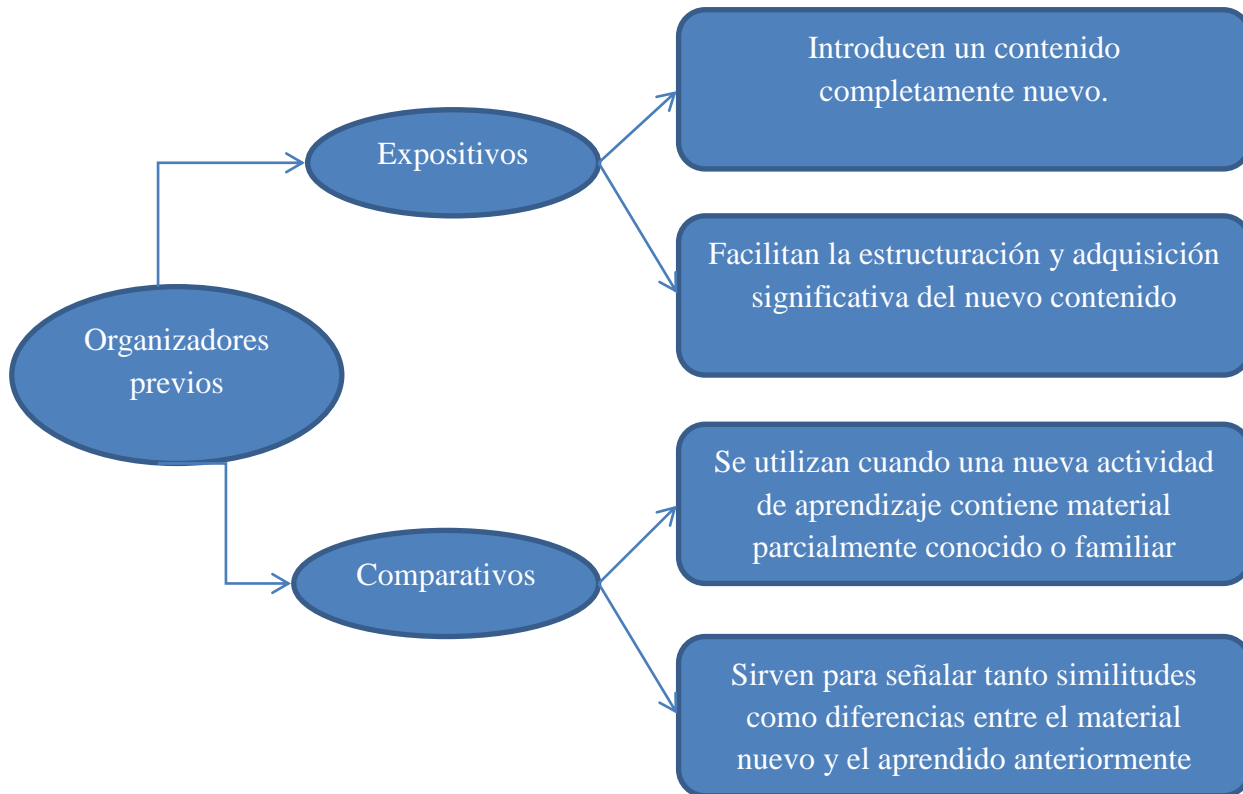 Organizadores
previos
Expositivos
Introducen un contenido
completamente nuevo.
Facilitan la estructuración y adquisición
significativa del nuevo contenido
Comparativos
Se utilizan cuando una nueva actividad
de aprendizaje contiene material
parcialmente conocido o familiar
Sirven para señalar tanto similitudes
como diferencias entre el material
nuevo y el aprendido anteriormente